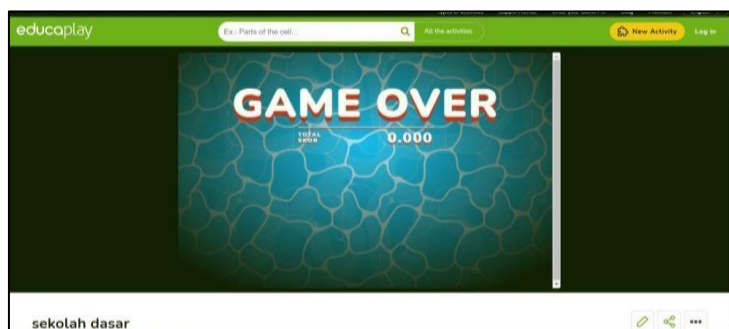 educaplay
Ex.: Parts of the cell...
All the activities
New Activity
Log in
GAME OVER
TOTAL SKOR
0.000
sekolah dasar